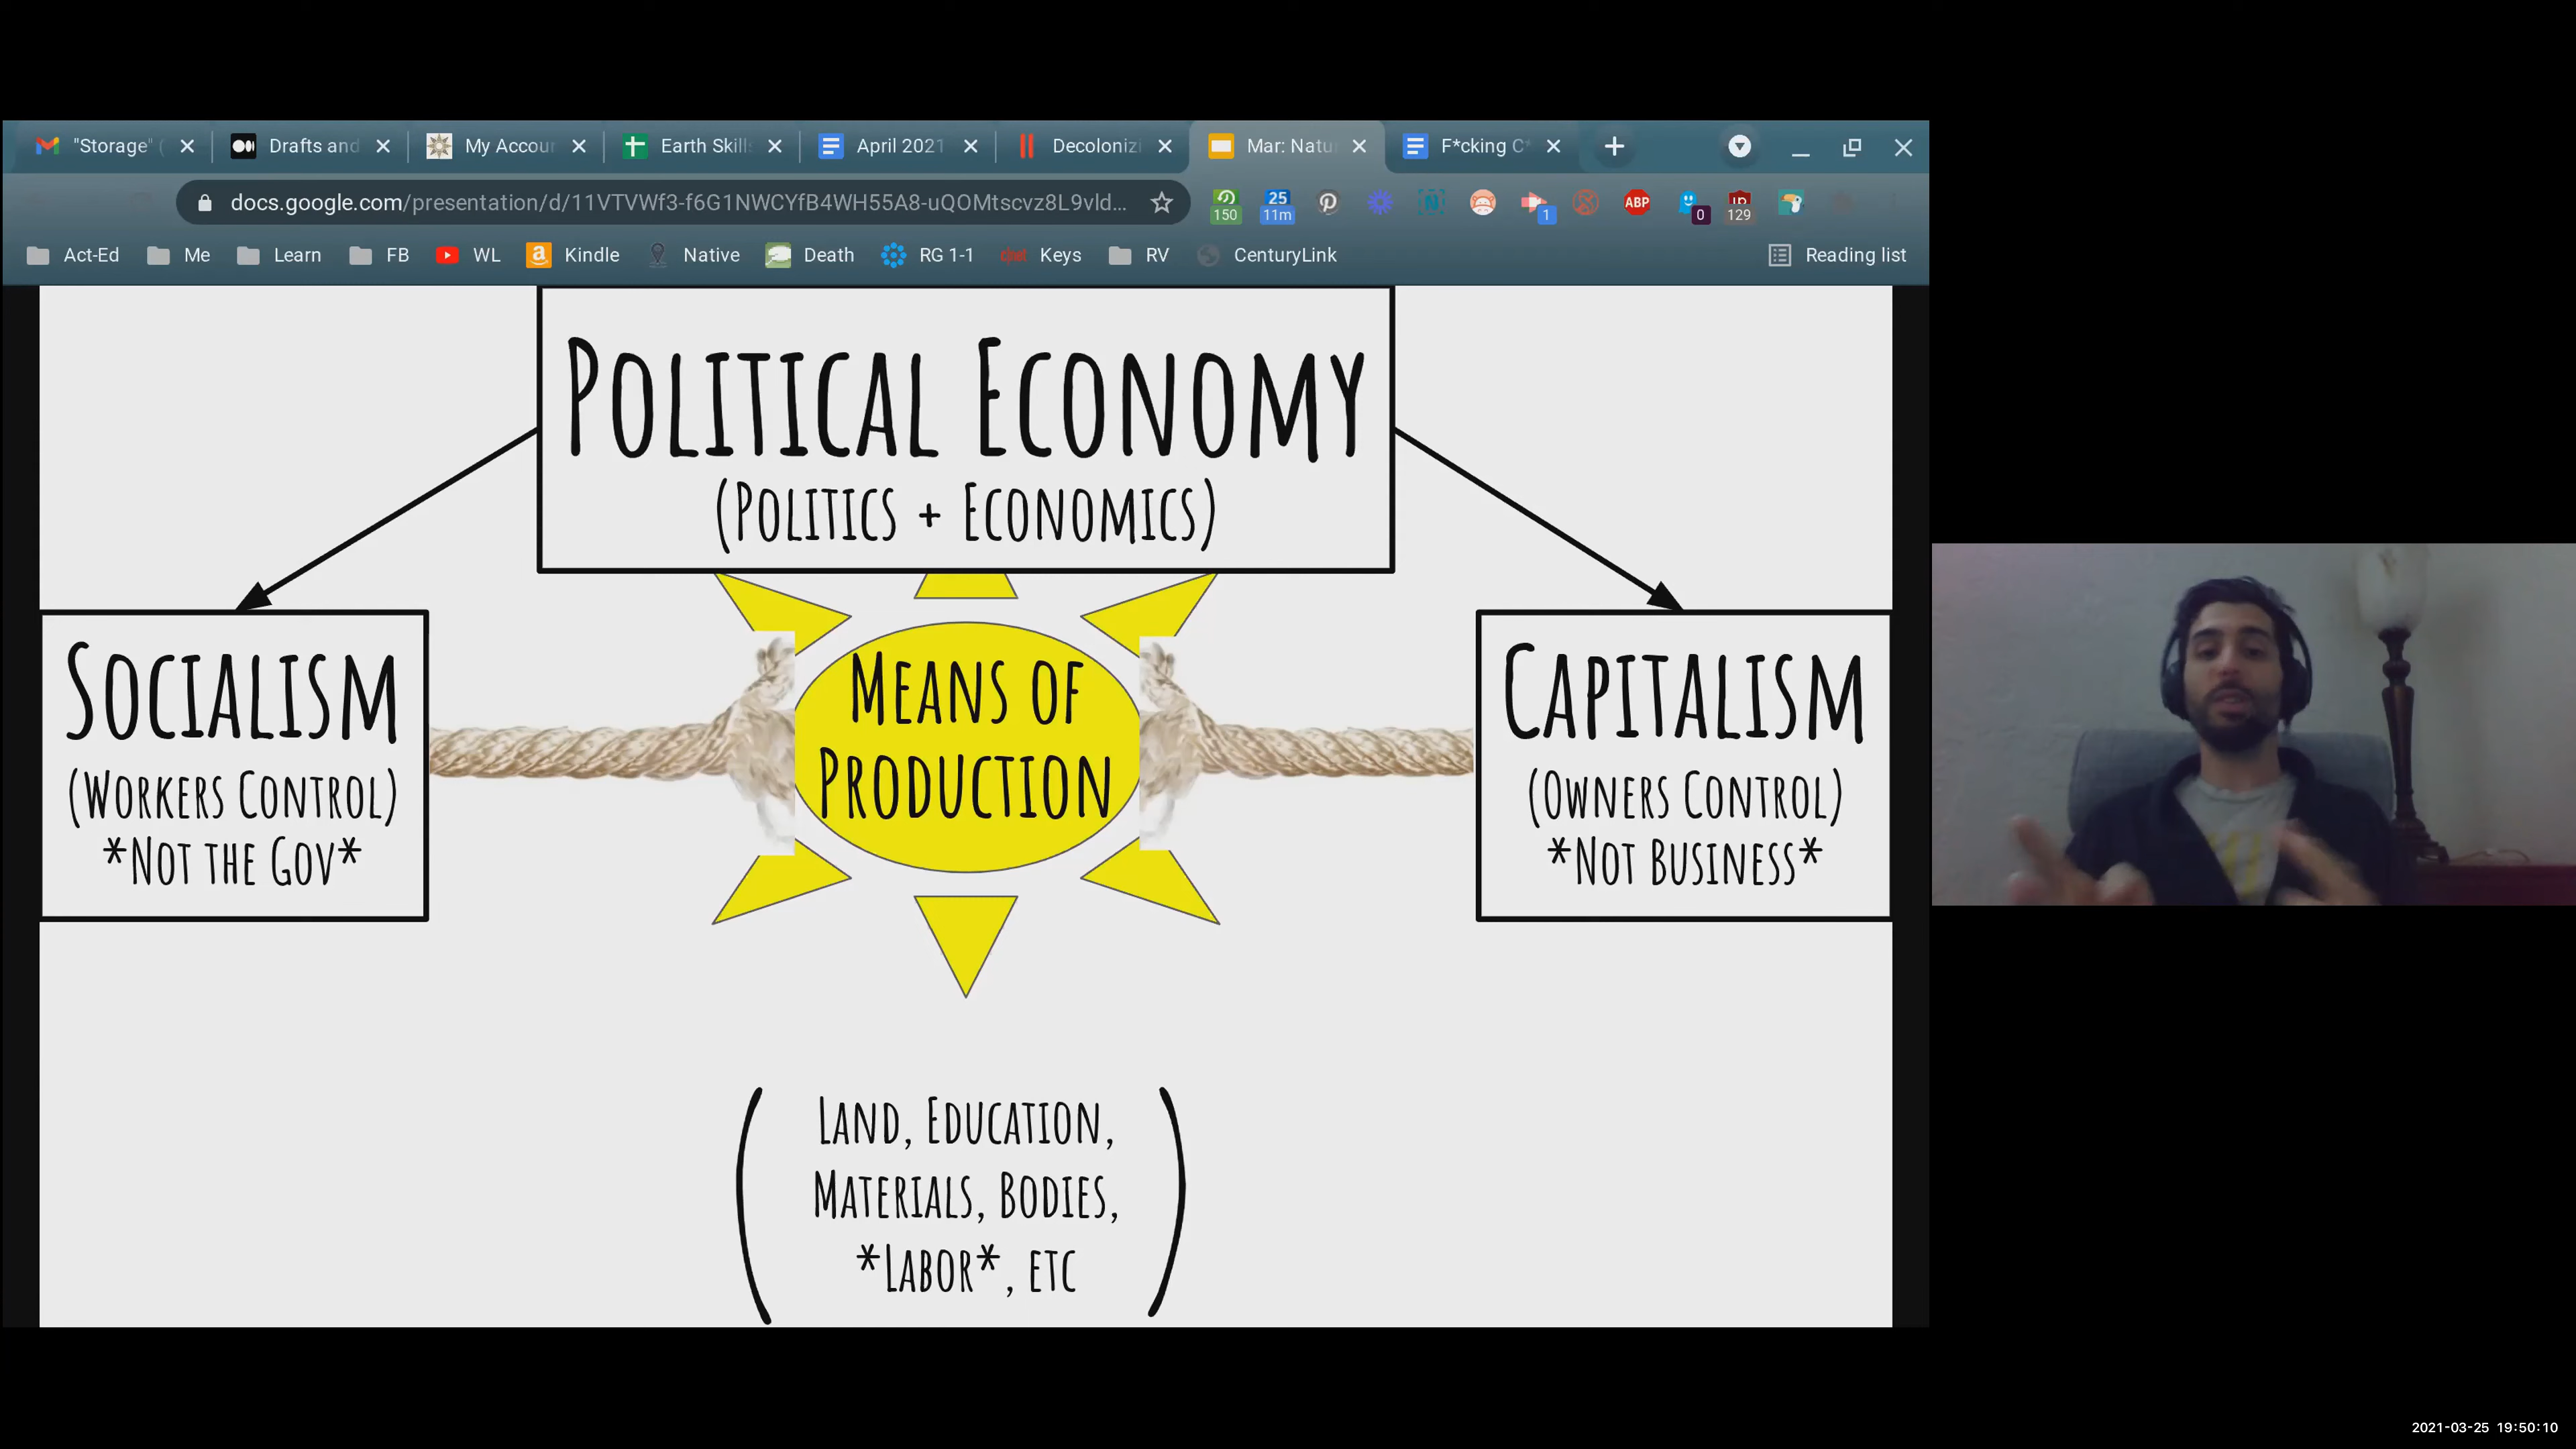 "Storage" (
Drafts and
My Accour
Earth Skill
April 2021
Decolonizi
Mar: Natu
F*cking C*
docs.google.com/presentation/d/11VTVWf3-f6G1NWCYfB4WH55A8-uQOMtscvz8L9vld...
150
25
11m
1
ABP
0
129
Act-Ed
Me
Learn
FB
WL
Kindle
Native
Death
RG 1-1
Keys
RV
CenturyLink
Reading list
POLITICAL ECONOMY
(POLITICS + ECONOMICS)
SOCIALISM
(WORKERS CONTROL)
*NOT THE GOV*
MEANS OF
PRODUCTION
CAPITALISM
(OWNERS CONTROL)
*NOT BUSINESS*
LAND, EDUCATION,
MATERIALS, BODIES,
*LABOR*, ETC
2021-03-25 19:50:10